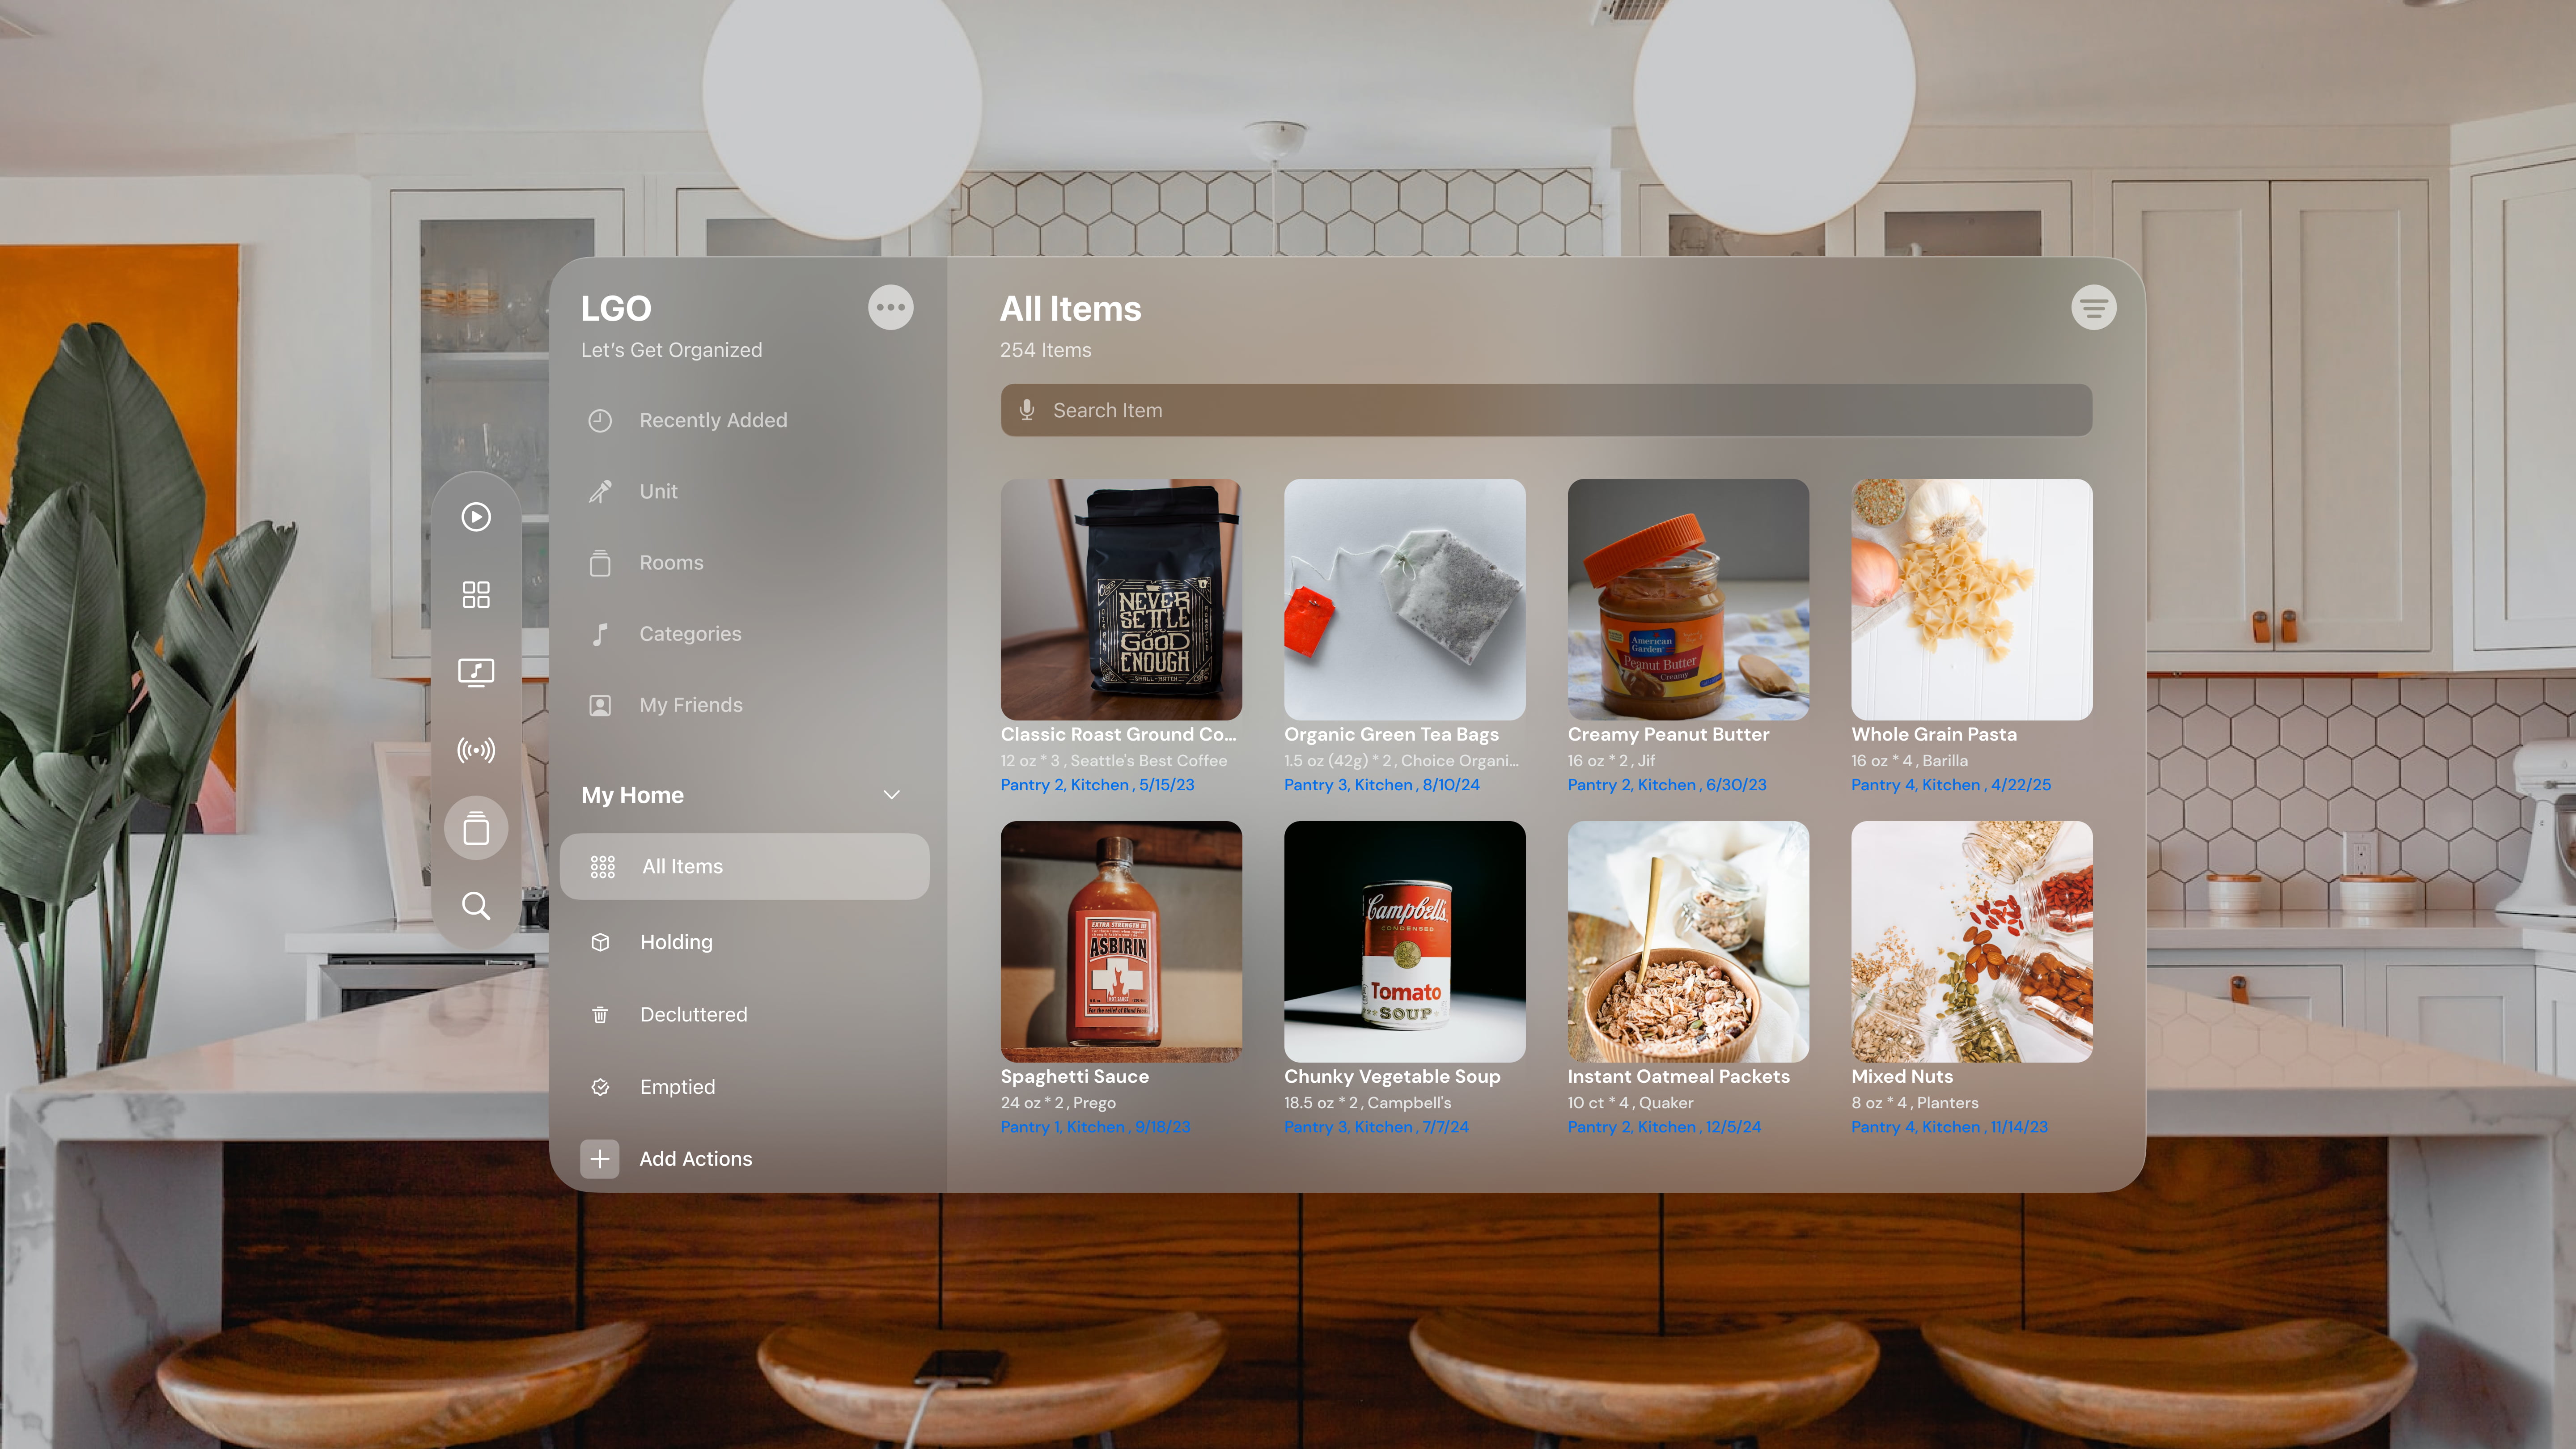 LGO
Let's Get Organized
Recently Added
Unit
Rooms
Categories
My Friends
My Home
All Items
Holding
Decluttered
Emptied
Add Actions
All Items
254 Items
Search Item
NEVER
SETTLE
for
GOOD
ENOUGH
SMALL-BATCH
American
Garden
Peanut Butter
Creamy
Classic Roast Ground Co...
12 oz * 3 , Seattle's Best Coffee
Pantry 2, Kitchen , 5/15/23
Organic Green Tea Bags
1.5 oz (42g) * 2 , Choice Organi...
Pantry 3, Kitchen , 8/10/24
Creamy Peanut Butter
16 oz * 2 , Jif
Pantry 2, Kitchen , 6/30/23
Whole Grain Pasta
16 oz * 4 , Barilla
Pantry 4, Kitchen , 4/22/25
EXTRA STRENGTH
ASBIRIN
HOT SAUCE
Campbell's
CONDENSED
Tomato
SOUP
Spaghetti Sauce
24 oz * 2 , Prego
Pantry 1, Kitchen , 9/18/23
Chunky Vegetable Soup
18.5 oz * 2 , Campbell's
Pantry 3, Kitchen , 7/7/24
Instant Oatmeal Packets
10 ct * 4 , Quaker
Pantry 2, Kitchen , 12/5/24
Mixed Nuts
8 oz * 4 , Planters
Pantry 4, Kitchen , 11/14/23